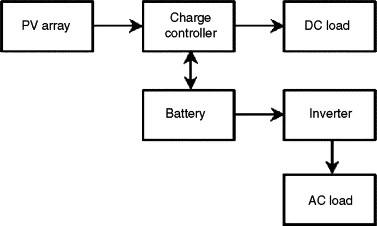 PV array
Charge
controller
DC load
Battery
Inverter
AC load